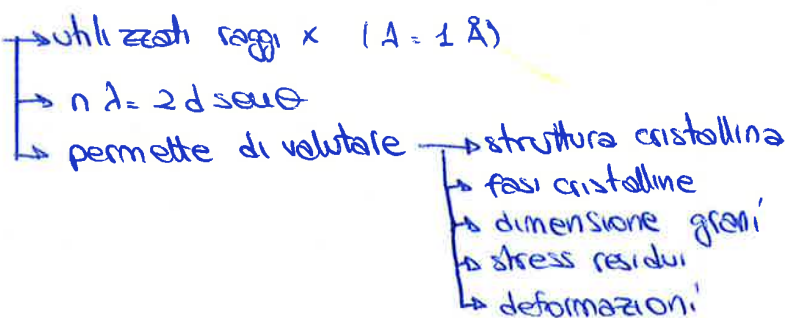 → utilizzati raggi x (λ = 1 Å)
→ n λ = 2 d senθ
→ permette di valutare → struttura cristallina
→ fasi cristalline
→ dimensione grani
→ stress residui
→ deformazioni